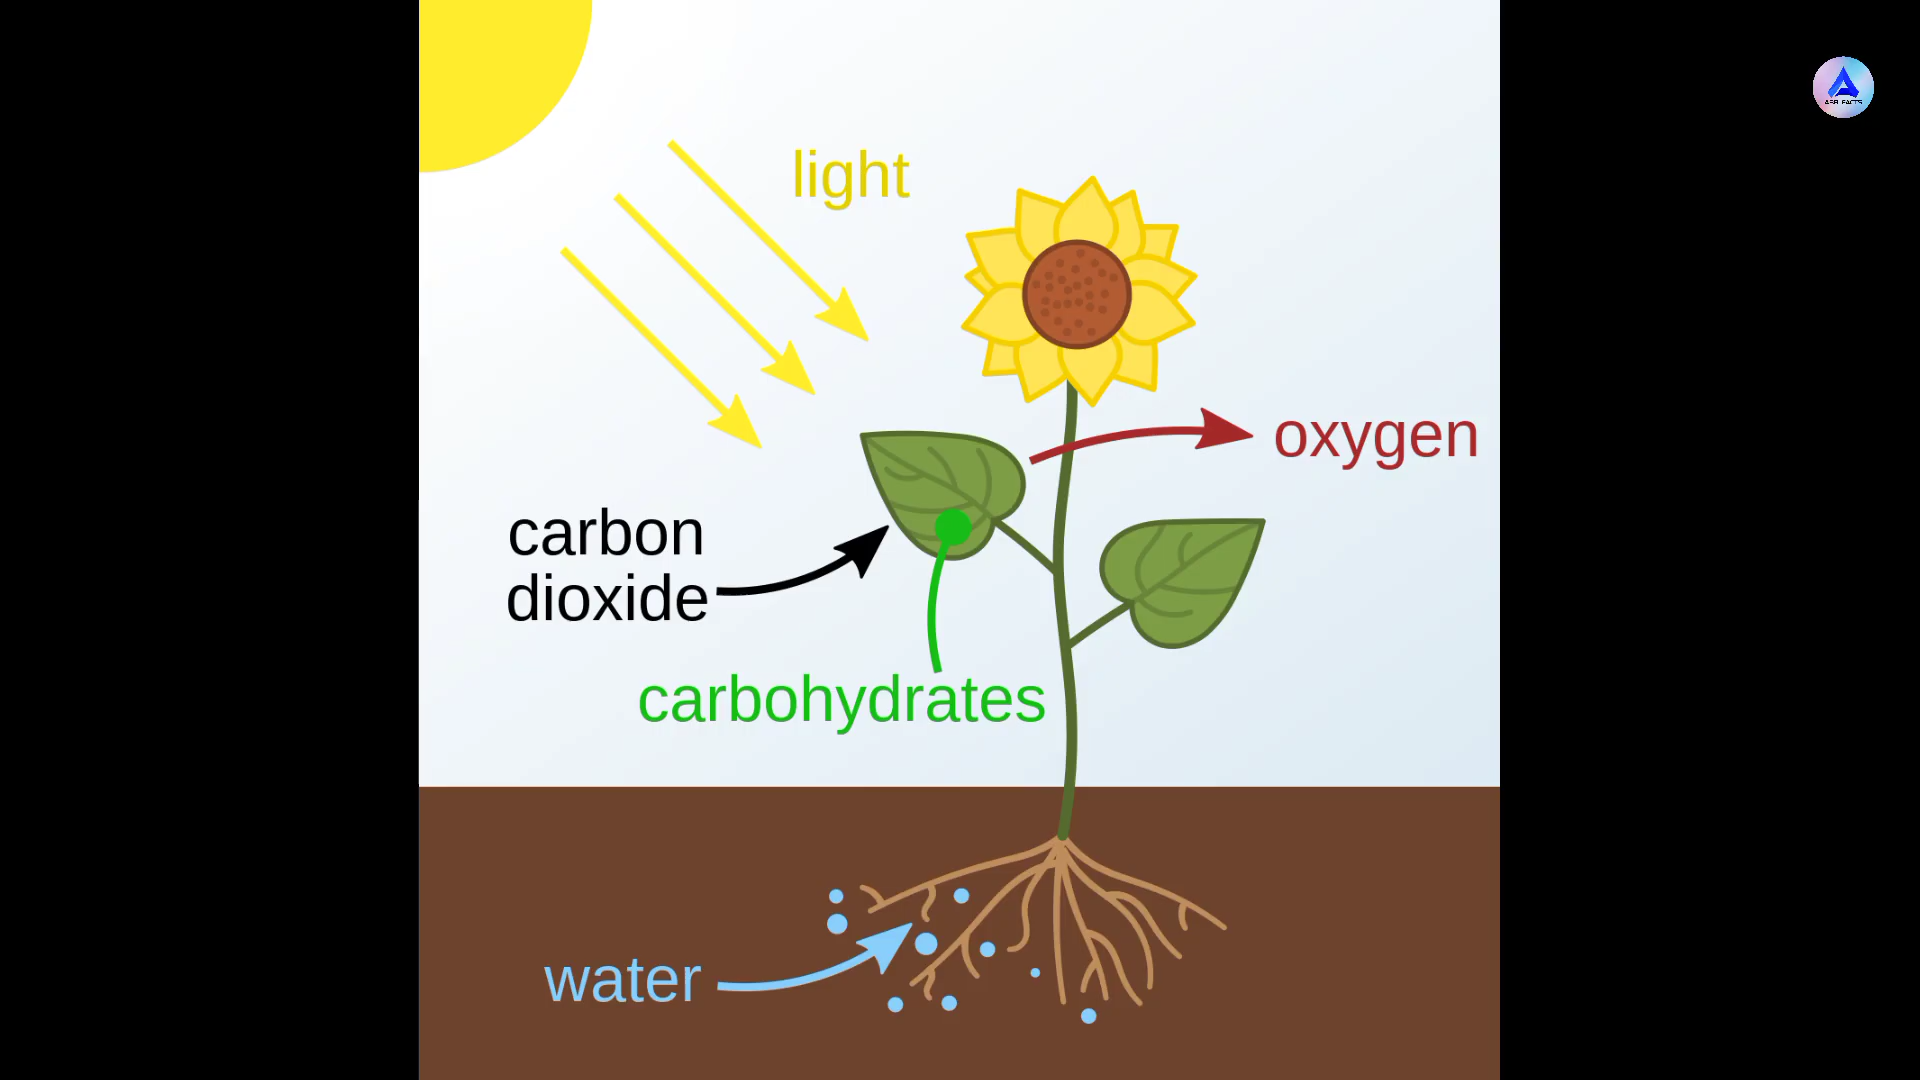 light
oxygen
carbon
dioxide
carbohydrates
water